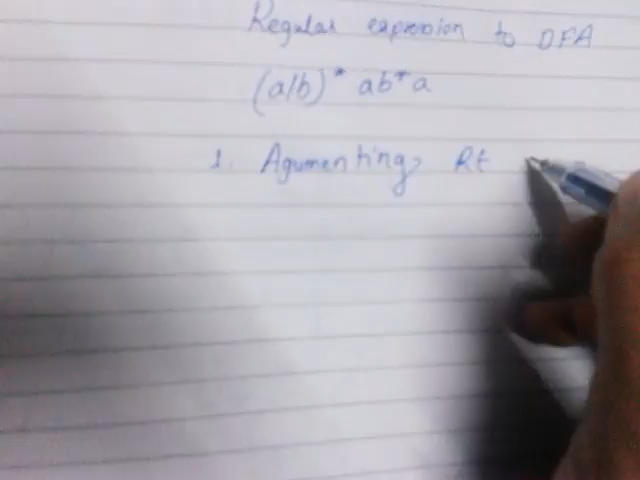 Regular expression to DFA
(a/b)* ab*a
1. Agumenting RE